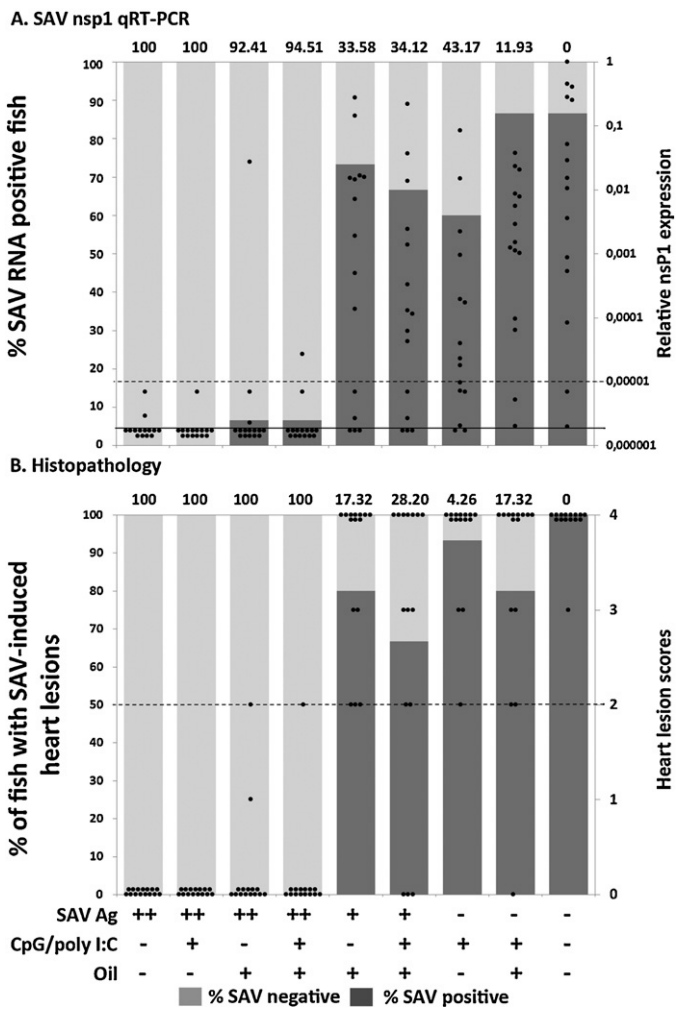 A. SAV nsp1 qRT-PCR
100 100 92.41 94.51 33.58 34.12 43.17 11.93 0
% SAV RNA positive fish
100
90
80
70
60
50
40
30
20
10
0
1
0,1
0,01
0,001
0,0001
0,00001
0,000001
Relative nsP1 expression
B. Histopathology
100 100 100 100 17.32 28.20 4.26 17.32 0
% of fish with SAV-induced
heart lesions
100
90
80
70
60
50
40
30
20
10
0
4
3
2
1
0
Heart lesion scores
SAV Ag ++ ++ ++ ++ + + - - -
CpG/poly I:C - + - + - + + + -
Oil - - + + + + - + -
% SAV negative % SAV positive